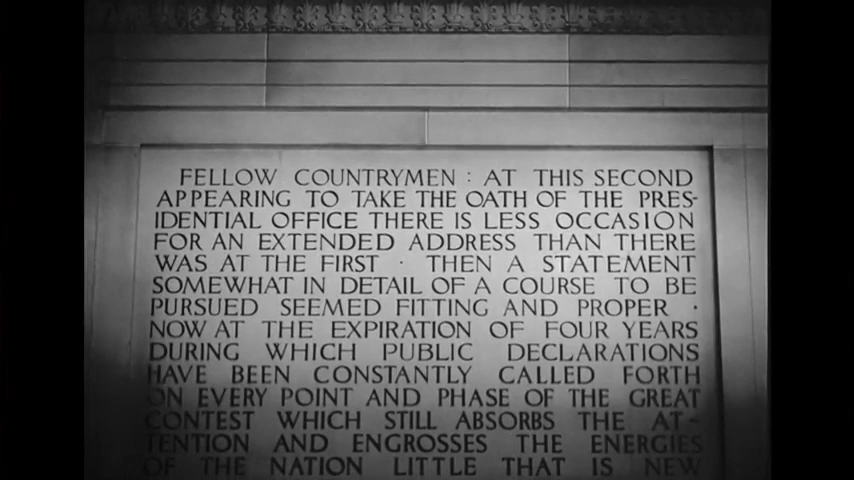 FELLOW COUNTRYMEN : AT THIS SECOND
APPEARING TO TAKE THE OATH OF THE PRES-
IDENTIAL OFFICE THERE IS LESS OCCASION
FOR AN EXTENDED ADDRESS THAN THERE
WAS AT THE FIRST · THEN A STATEMENT
SOMEWHAT IN DETAIL OF A COURSE TO BE
PURSUED SEEMED FITTING AND PROPER ·
NOW AT THE EXPIRATION OF FOUR YEARS
DURING WHICH PUBLIC DECLARATIONS
HAVE BEEN CONSTANTLY CALLED FORTH
ON EVERY POINT AND PHASE OF THE GREAT
CONTEST WHICH STILL ABSORBS THE AT-
TENTION AND ENGROSSES THE ENERGIES
OF THE NATION LITTLE THAT IS NEW